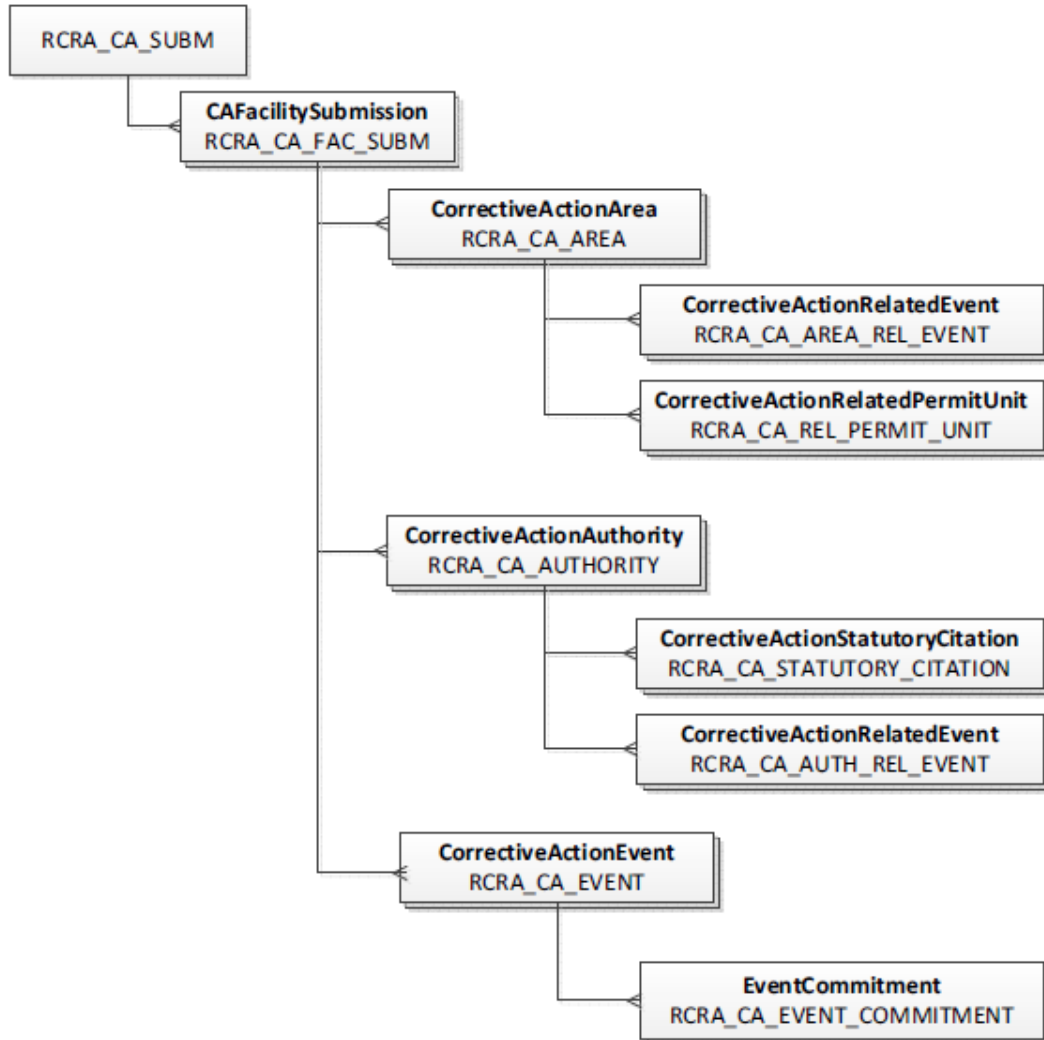 RCRA_CA_SUBM
CAFacilitySubmission
RCRA_CA_FAC_SUBM
CorrectiveActionArea
RCRA_CA_AREA
CorrectiveActionRelatedEvent
RCRA_CA_AREA_REL_EVENT
CorrectiveActionRelatedPermitUnit
RCRA_CA_REL_PERMIT_UNIT
CorrectiveActionAuthority
RCRA_CA_AUTHORITY
CorrectiveActionStatutoryCitation
RCRA_CA_STATUTORY_CITATION
CorrectiveActionRelatedEvent
RCRA_CA_AUTH_REL_EVENT
CorrectiveActionEvent
RCRA_CA_EVENT
EventCommitment
RCRA_CA_EVENT_COMMITMENT